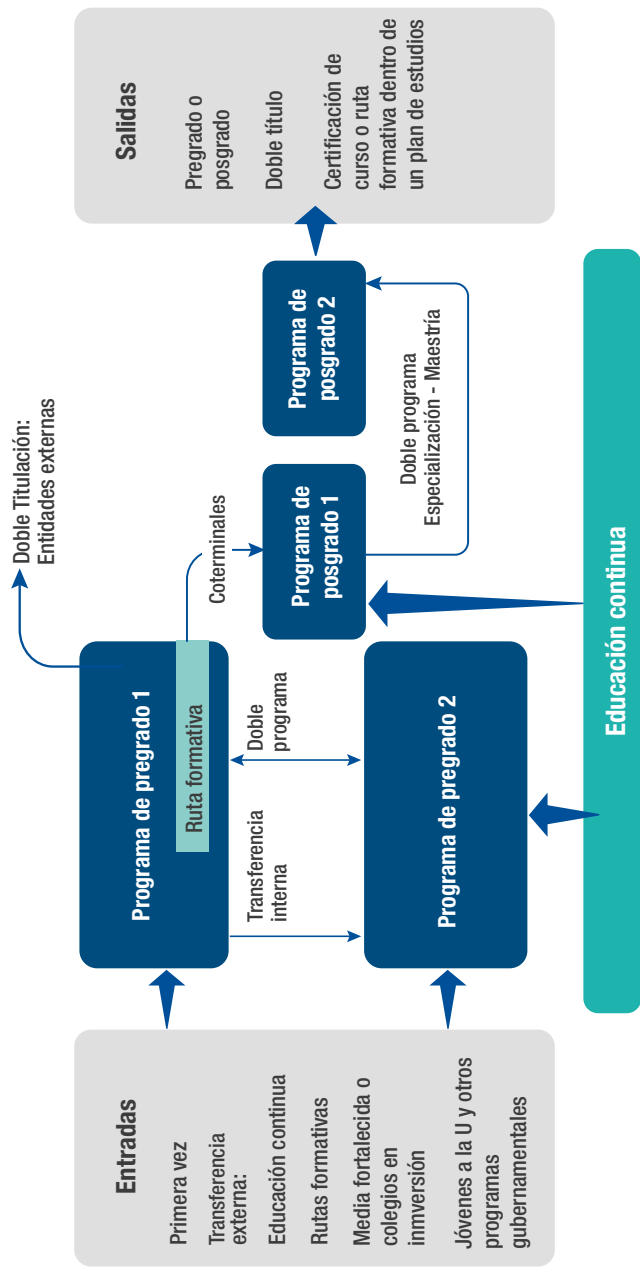 Entradas
Primera vez
Transferencia
externa:
Educación continua
Rutas formativas
Media fortalecida o
colegios en
inmversión
Jóvenes a la U y otros
programas
gubernamentales
Programa de pregrado 1
Ruta formativa
Doble Titulación:
Entidades externas
Transferencia
interna
Doble
programa
Programa de pregrado 2
Coterminales
Programa de
posgrado 1
Programa de
posgrado 2
Doble programa
Especialización - Maestría
Salidas
Pregrado o
posgrado
Doble título
Certificación de
curso o ruta
formativa dentro de
un plan de estudios
Educación continua